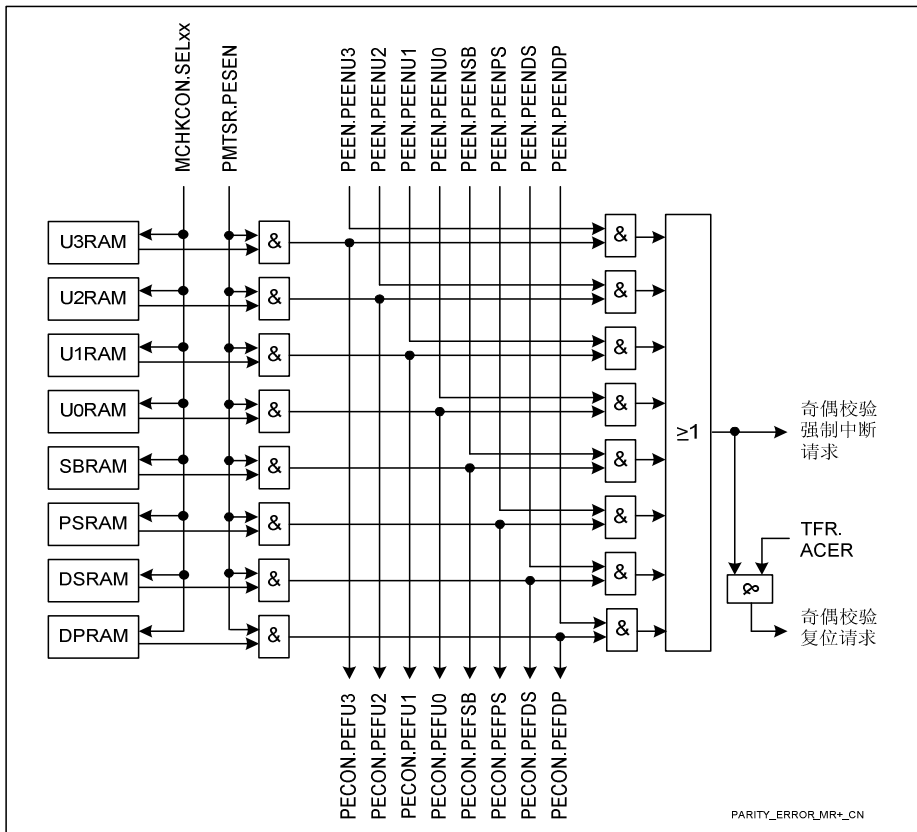 MCHKCON.SELxx
PMTSR.PESEN
PEEN.PEENU3
PEEN.PEENU2
PEEN.PEENU1
PEEN.PEENU0
PEEN.PEENSB
PEEN.PEENPS
PEEN.PEENDS
PEEN.PEENDP
U3RAM
&
&
U2RAM
&
&
U1RAM
&
&
U0RAM
&
&
SBRAM
&
&
PSRAM
&
&
DSRAM
&
&
DPRAM
&
&
≥1
奇偶校验
强制中断
请求
TFR.
ACER
&
奇偶校验
复位请求
PECON.PEFU3
PECON.PEFU2
PECON.PEFU1
PECON.PEFU0
PECON.PEFSB
PECON.PEFPS
PECON.PEFDS
PECON.PEFDP
PARITY_ERROR_MR+_CN